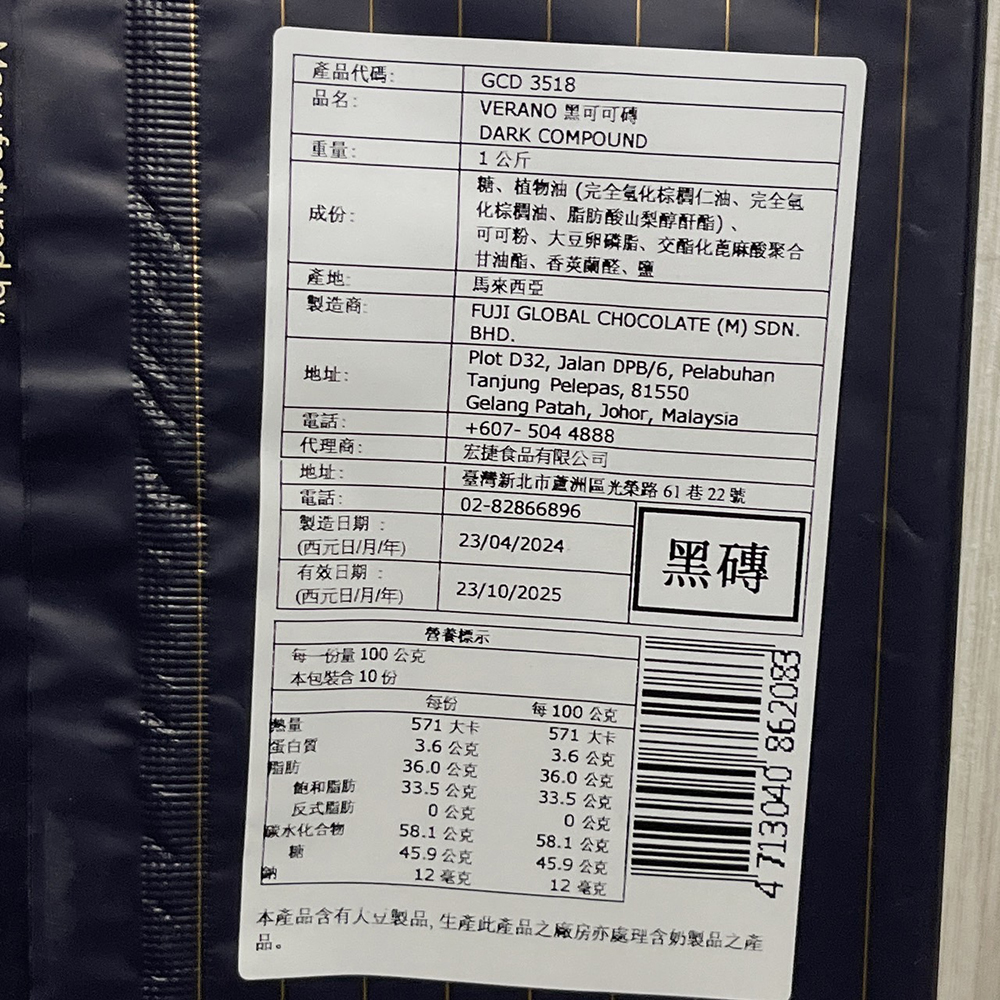 Manufactured by:
產品代碼: GCD 3518
品名: VERANO 黑可可磚
DARK COMPOUND
重量: 1 公斤
成份: 糖、植物油 (完全氫化棕櫚仁油、完全氫
化棕櫚油、脂肪酸山梨醇酐酯)、
可可粉、大豆卵磷脂、交酯化蓖麻酸聚合
甘油酯、香莢蘭醛、鹽
產地: 馬來西亞
製造商: FUJI GLOBAL CHOCOLATE (M) SDN.
BHD.
地址: Plot D32, Jalan DPB/6, Pelabuhan
Tanjung Pelepas, 81550
Gelang Patah, Johor, Malaysia
電話: +607- 504 4888
代理商: 宏捷食品有限公司
地址: 臺灣新北市蘆洲區光榮路 61 巷 22 號
電話: 02-82866896
製造日期 :
(西元日/月/年) 23/04/2024
有效日期 :
(西元日/月/年) 23/10/2025
黑磚
營養標示
每一份量 100 公克
本包裝含 10 份
每份 每 100 公克
熱量 571 大卡 571 大卡
蛋白質 3.6 公克 3.6 公克
脂肪 36.0 公克 36.0 公克
飽和脂肪 33.5 公克 33.5 公克
反式脂肪 0 公克 0 公克
碳水化合物 58.1 公克 58.1 公克
糖 45.9 公克 45.9 公克
鈉 12 毫克 12 毫克
4 713040 862083
本產品含有大豆製品, 生產此產品之廠房亦處理含奶製品之產
品。